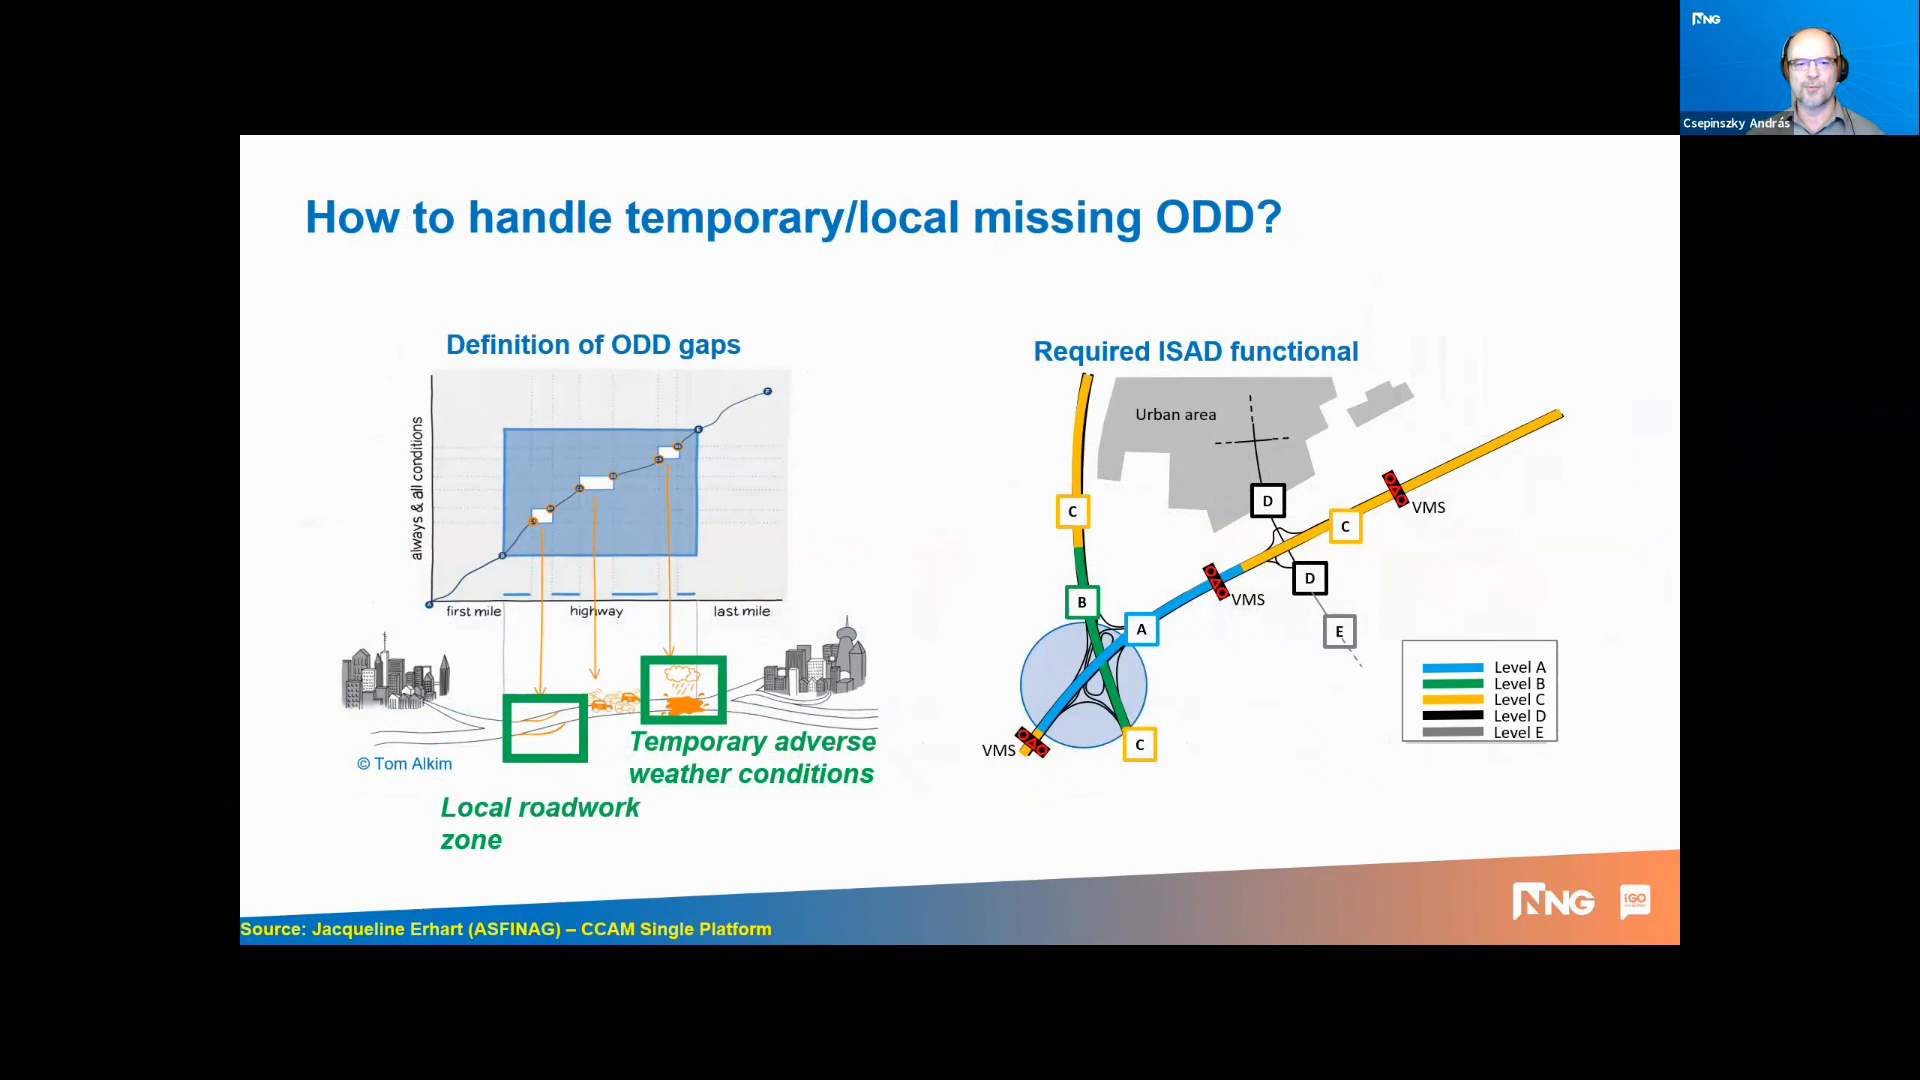 NNG
Csepinszky András
How to handle temporary/local missing ODD?
Definition of ODD gaps
always & all conditions
first mile
highway
last mile
© Tom Alkim
Temporary adverse
weather conditions
Local roadwork
zone
Required ISAD functional
Urban area
D
C
C
VMS
D
VMS
B
A
E
VMS
C
Level A
Level B
Level C
Level D
Level E
NNG
iGO
Source: Jacqueline Erhart (ASFINAG) – CCAM Single Platform